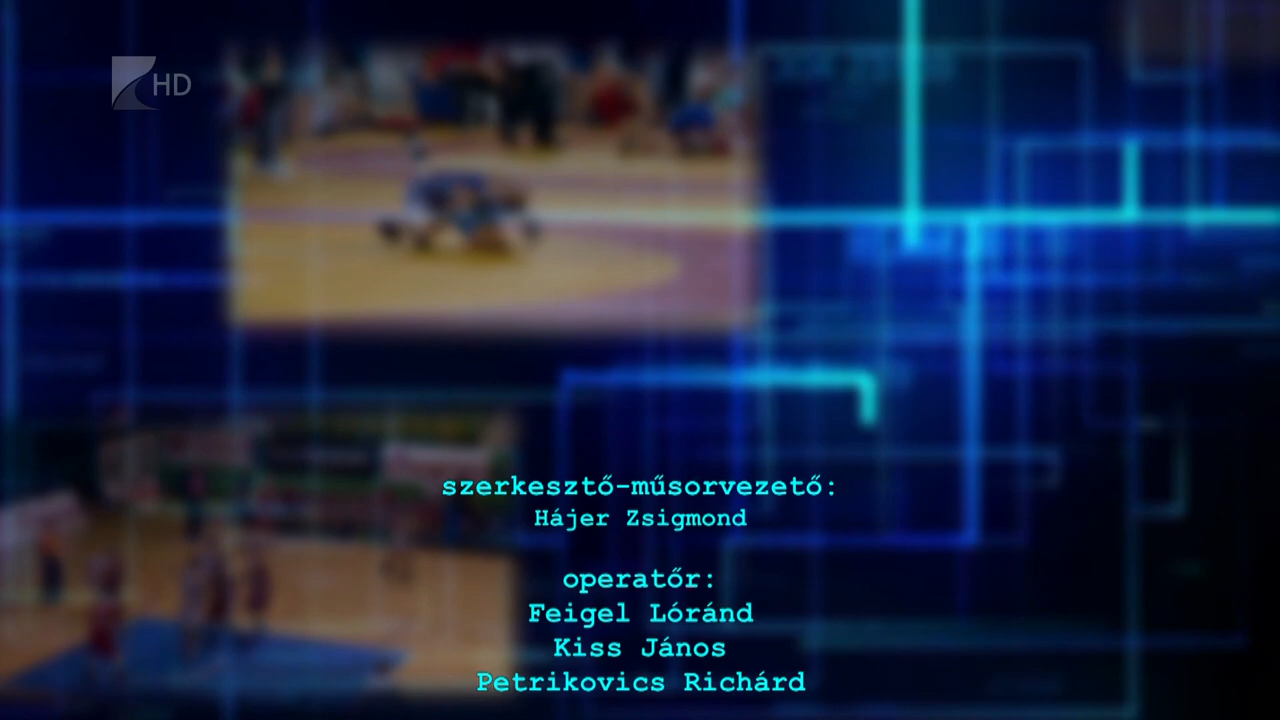 HD
szerkesztő-műsorvezető:
Hájer Zsigmond
operatőr:
Feigel Lóránd
Kiss János
Petrikovics Richárd